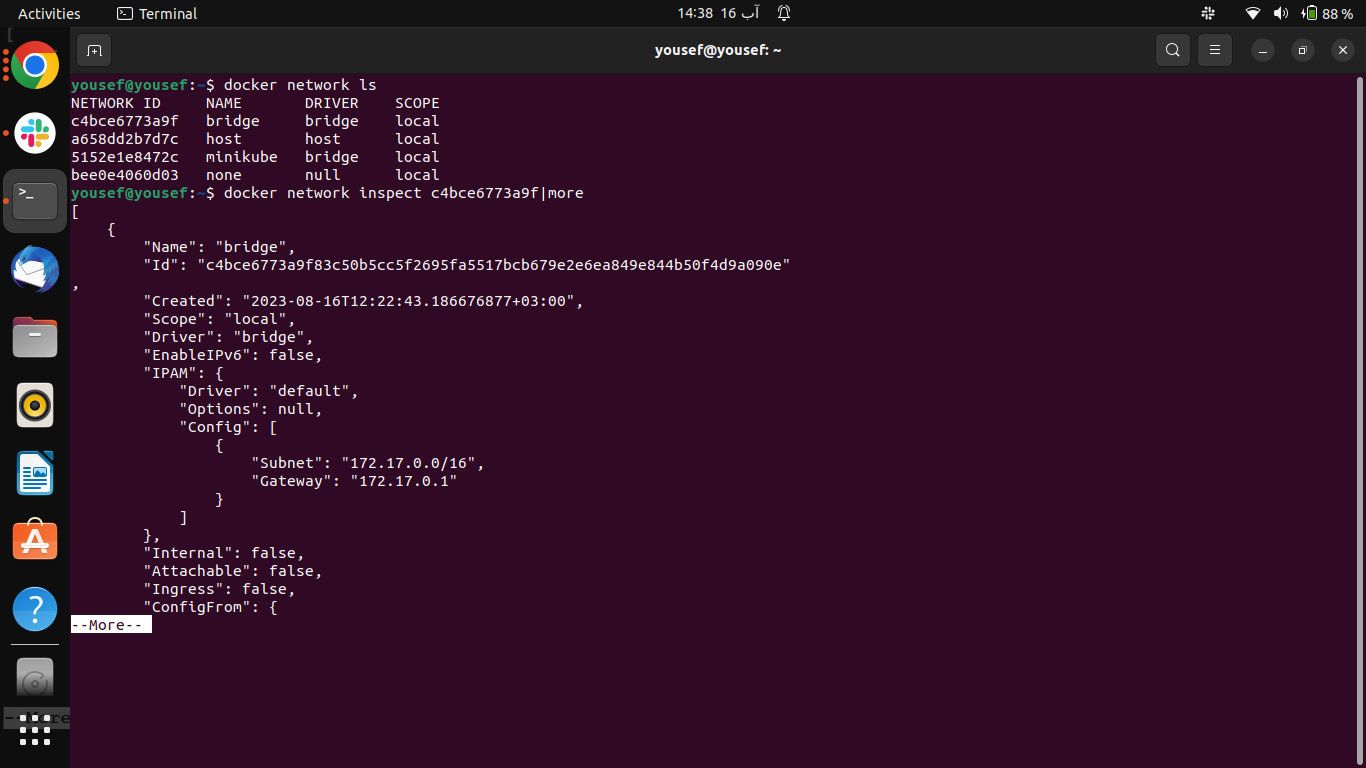 Activities
Terminal
14:38 آب 16
88 %
yousef@yousef: ~
yousef@yousef:~$ docker network ls
NETWORK ID     NAME       DRIVER    SCOPE
c4bce6773a9f   bridge     bridge    local
a658dd2b7d7c   host       host      local
5152e1e8472c   minikube   bridge    local
bee0e4060d03   none       null      local
yousef@yousef:~$ docker network inspect c4bce6773a9f|more
[
    {
        "Name": "bridge",
        "Id": "c4bce6773a9f83c50b5cc5f2695fa5517bcb679e2e6ea849e844b50f4d9a090e"
,
        "Created": "2023-08-16T12:22:43.186676877+03:00",
        "Scope": "local",
        "Driver": "bridge",
        "EnableIPv6": false,
        "IPAM": {
            "Driver": "default",
            "Options": null,
            "Config": [
                {
                    "Subnet": "172.17.0.0/16",
                    "Gateway": "172.17.0.1"
                }
            ]
        },
        "Internal": false,
        "Attachable": false,
        "Ingress": false,
        "ConfigFrom": {
--More--